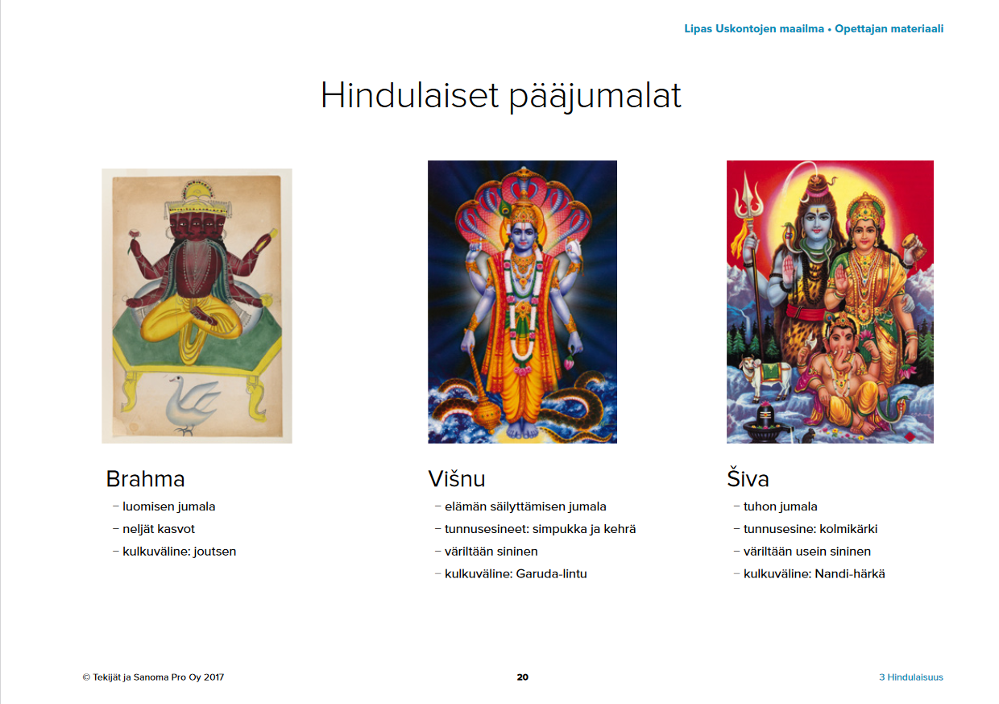 Lipas Uskontojen maailma • Opettajan materiaali
Hindulaiset pääjumalat
Brahma
– luomisen jumala
– neljät kasvot
– kulkuväline: joutsen
Višnu
– elämän säilyttämisen jumala
– tunnusesineet: simpukka ja kehrä
– väriltään sininen
– kulkuväline: Garuda-lintu
Šiva
– tuhon jumala
– tunnusesine: kolmikärki
– väriltään usein sininen
– kulkuväline: Nandi-härkä
© Tekijät ja Sanoma Pro Oy 2017
20
3 Hindulaisuus